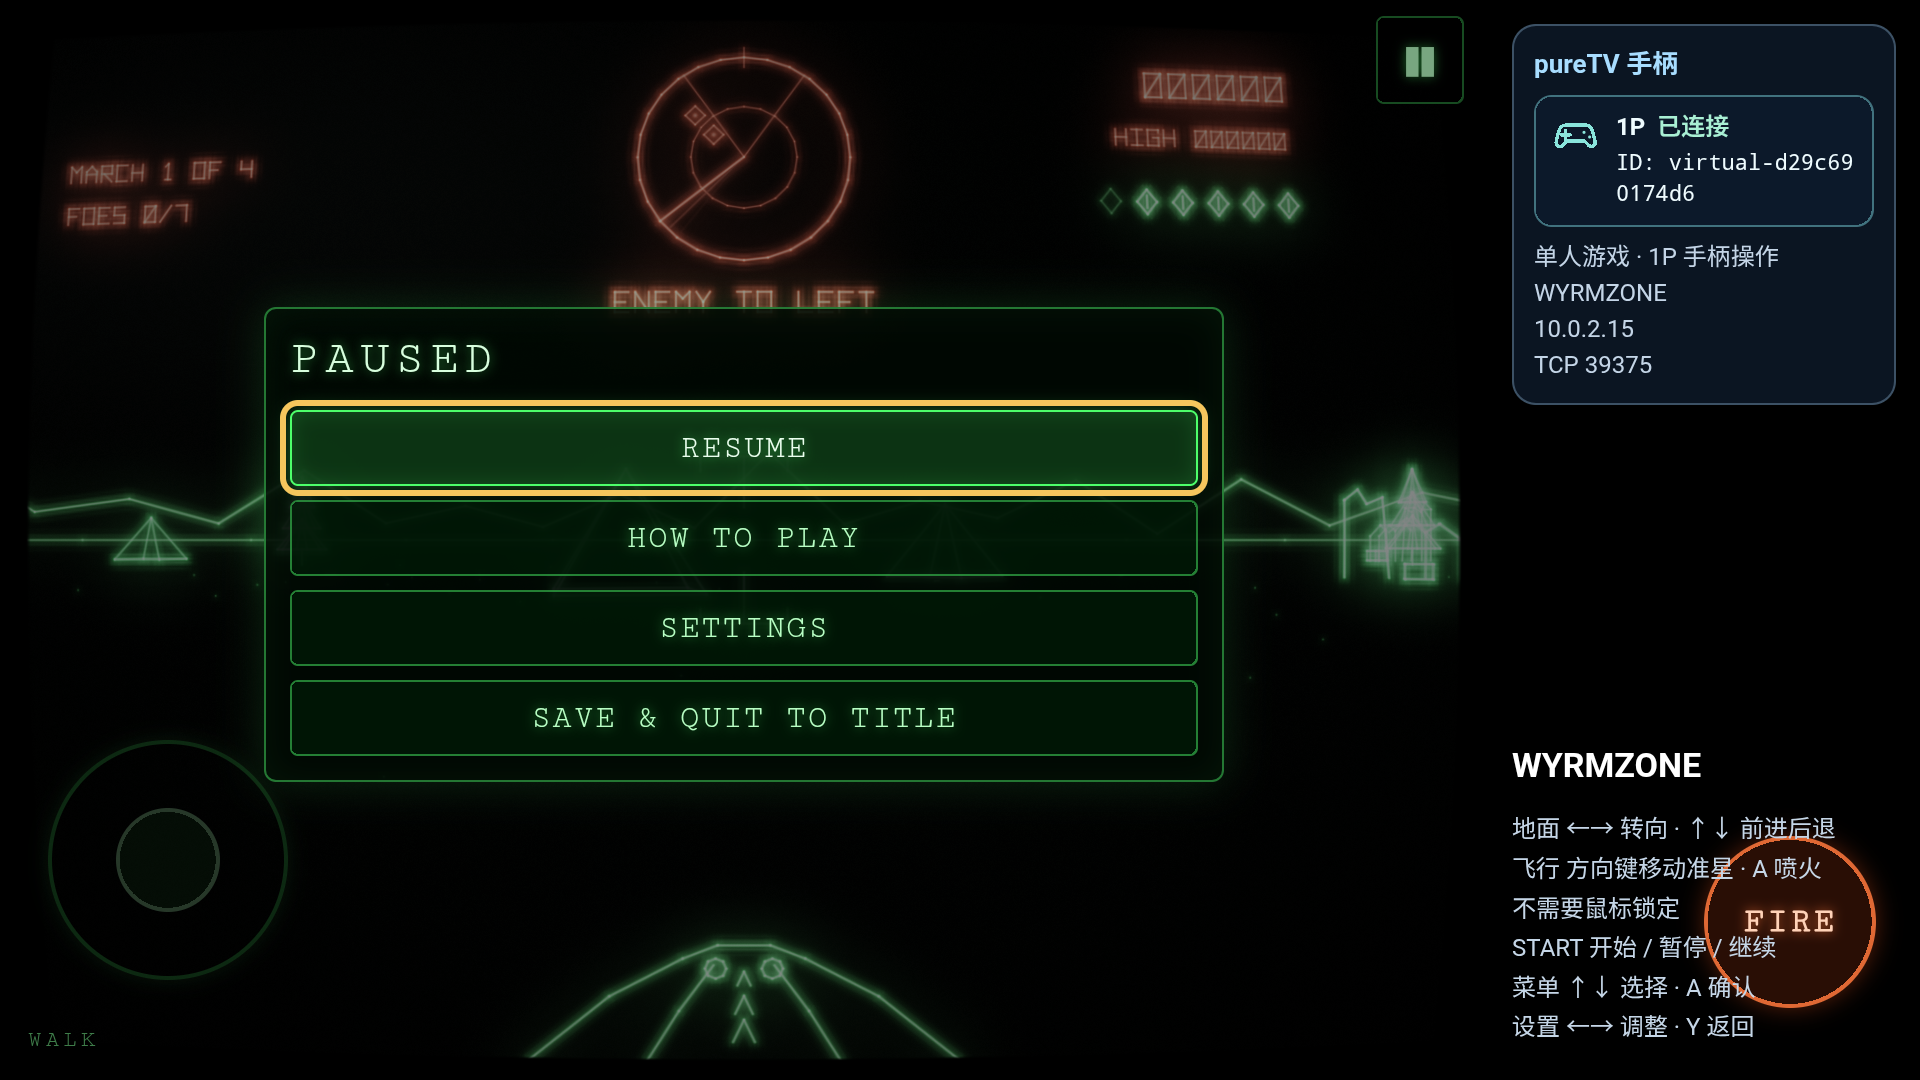 MARCH 1 OF 4
FOES 0/7
000000
HIGH 000000
ENEMY TO LEFT
PAUSED
RESUME
HOW TO PLAY
SETTINGS
SAVE & QUIT TO TITLE
WALK
pureTV 手柄
1P 已连接
ID: virtual-d29c69
0174d6
单人游戏 · 1P 手柄操作
WYRMZONE
10.0.2.15
TCP 39375
WYRMZONE
地面 ←→ 转向 · ↑↓ 前进后退
飞行 方向键移动准星 · A 喷火
不需要鼠标锁定
FIRE
START 开始 / 暂停 / 继续
菜单 ↑↓ 选择 · A 确认
设置 ←→ 调整 · Y 返回